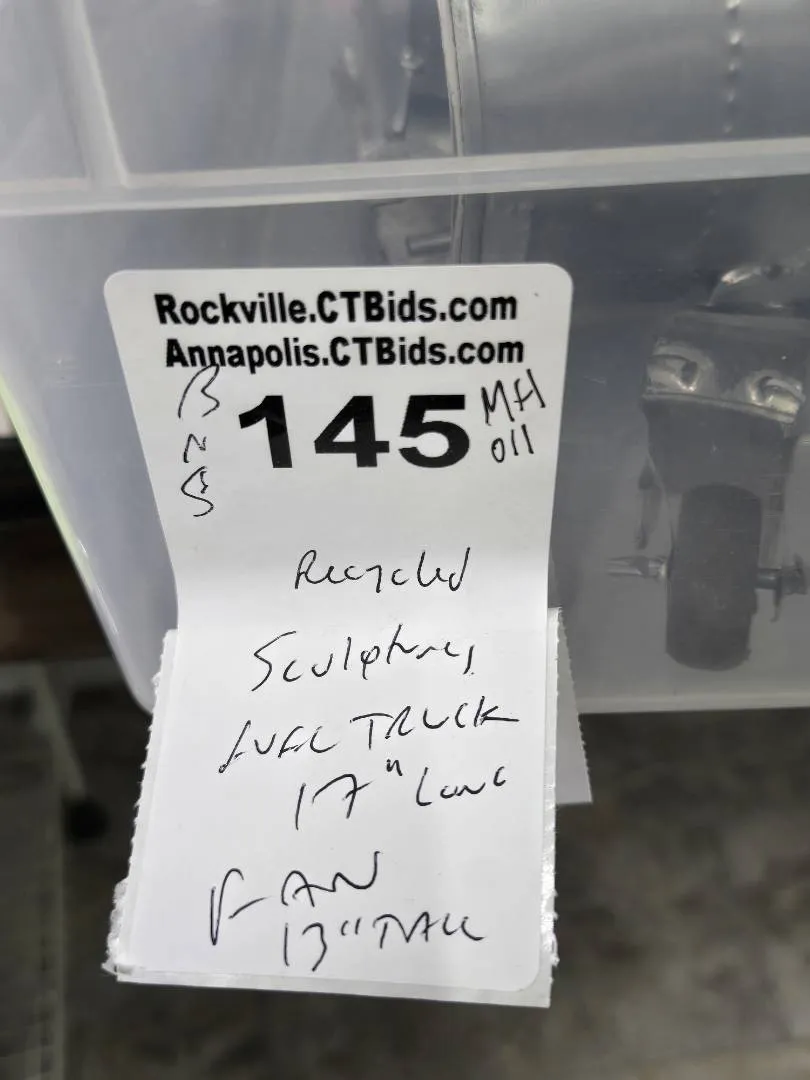 Rockville.CTBids.com
Annapolis.CTBids.com
145
MH
011
Recycled
Sculptures
FUEL TRUCK
17" LONG
FAN
13" TALL